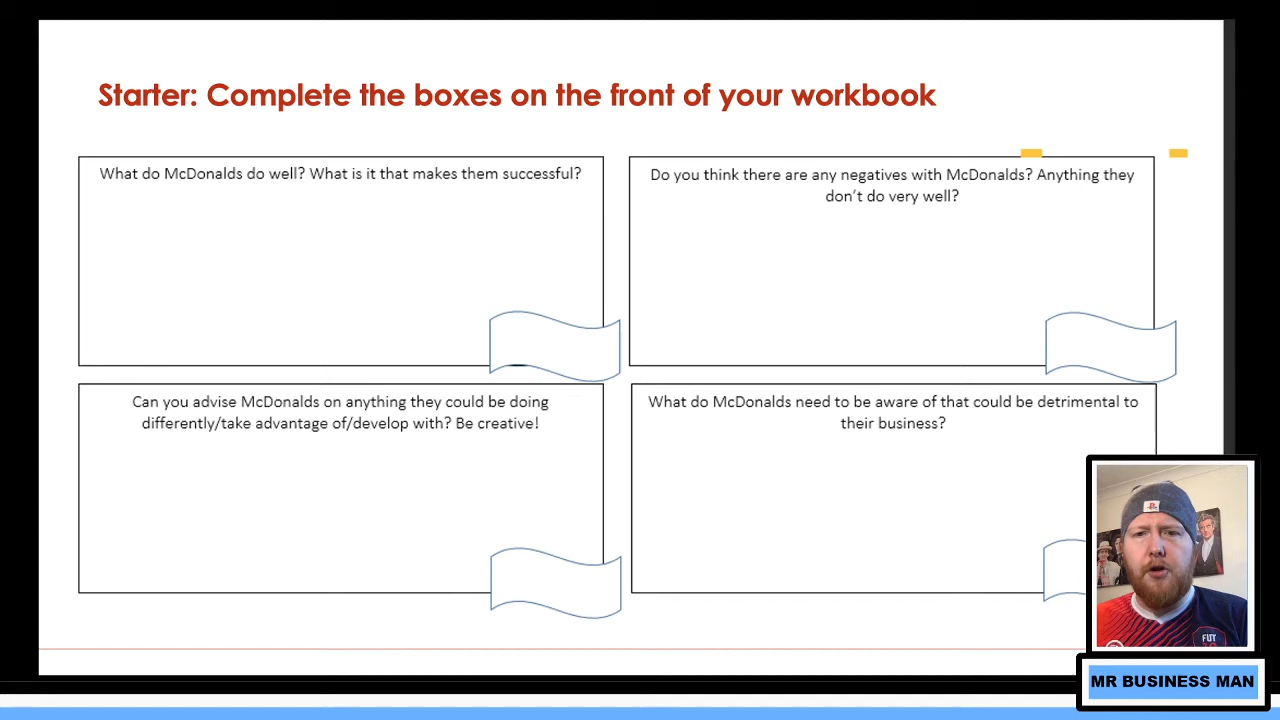 Starter: Complete the boxes on the front of your workbook
What do McDonalds do well? What is it that makes them successful?
Do you think there are any negatives with McDonalds? Anything they
don't do very well?
Can you advise McDonalds on anything they could be doing
differently/take advantage of/develop with? Be creative!
What do McDonalds need to be aware of that could be detrimental to
their business?
FUT
MR BUSINESS MAN